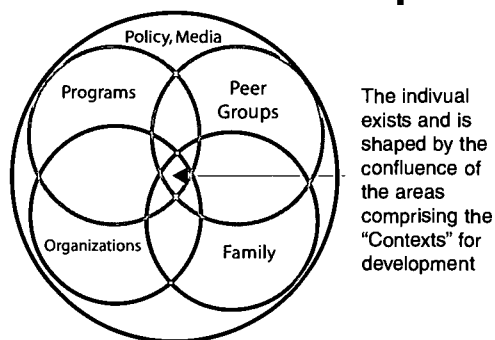 Policy, Media
Programs
Peer
Groups
Organizations
Family
The indivual
exists and is
shaped by the
confluence of
the areas
comprising the
"Contexts" for
development